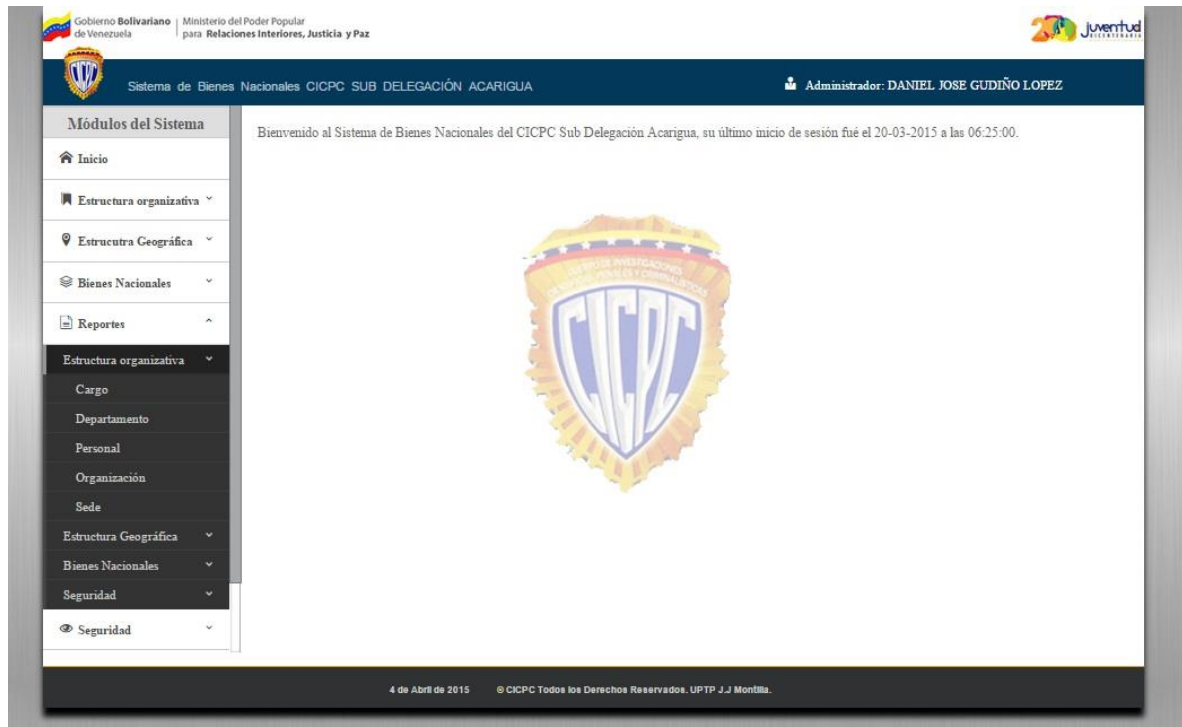 Gobierno Bolivariano Ministerio del Poder Popular
de Venezuela para Relaciones Interiores, Justicia y Paz
200 juventud
BICENTENARIA
Sistema de Bienes Nacionales CICPC SUB DELEGACIÓN ACARIGUA
Administrador: DANIEL JOSE GUDIÑO LOPEZ
Módulos del Sistema
Bienvenido al Sistema de Bienes Nacionales del CICPC Sub Delegación Acarigua, su último inicio de sesión fué el 20-03-2015 a las 06:25:00.
Inicio
Estructura organizativa
Estrucutra Geográfica
Bienes Nacionales
Reportes
Estructura organizativa
Cargo
Departamento
Personal
Organización
Sede
Estructura Geográfica
Bienes Nacionales
Seguridad
Seguridad
CICPC
4 de Abril de 2015 © CICPC Todos los Derechos Reservados. UPTP J.J Montilla.